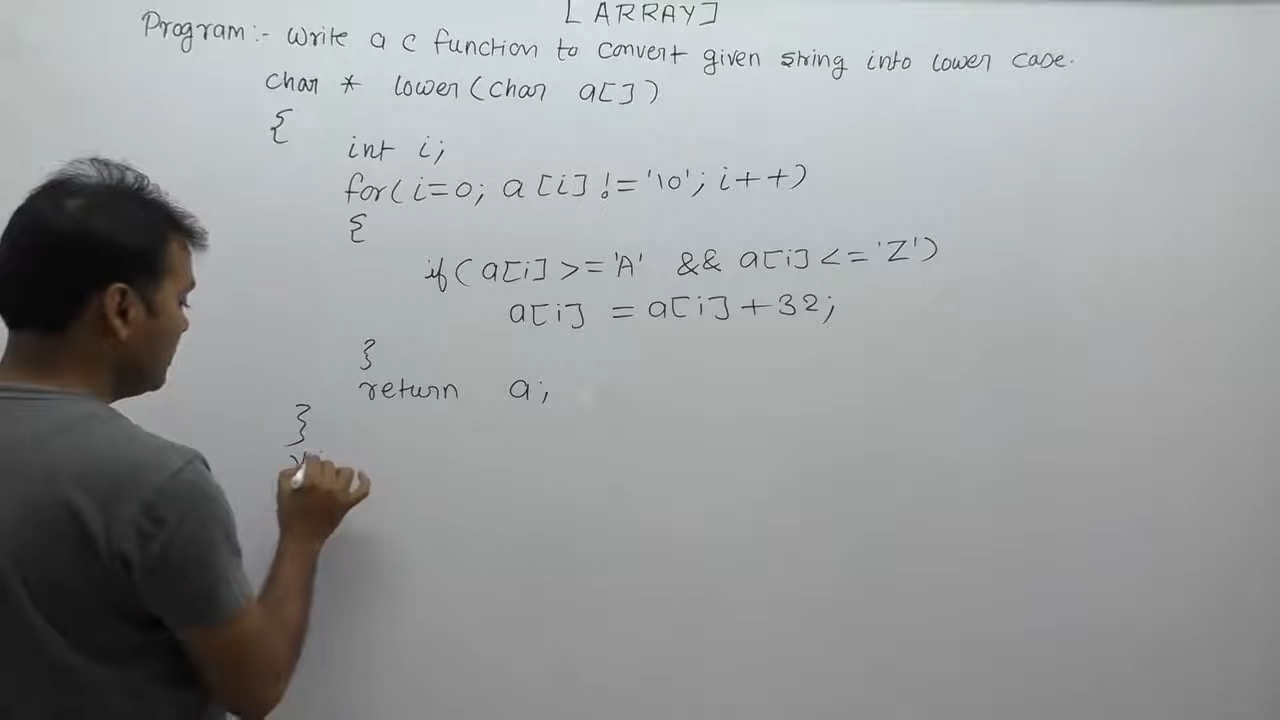 [ARRAY]
Program:- Write a c function to convert given string into lower case.
char * lower(char a[])
{
int i;
for(i=0; a[i]!='\0'; i++)
{
if(a[i]>='A' && a[i]<='Z')
a[i] = a[i]+32;
}
return a;
}